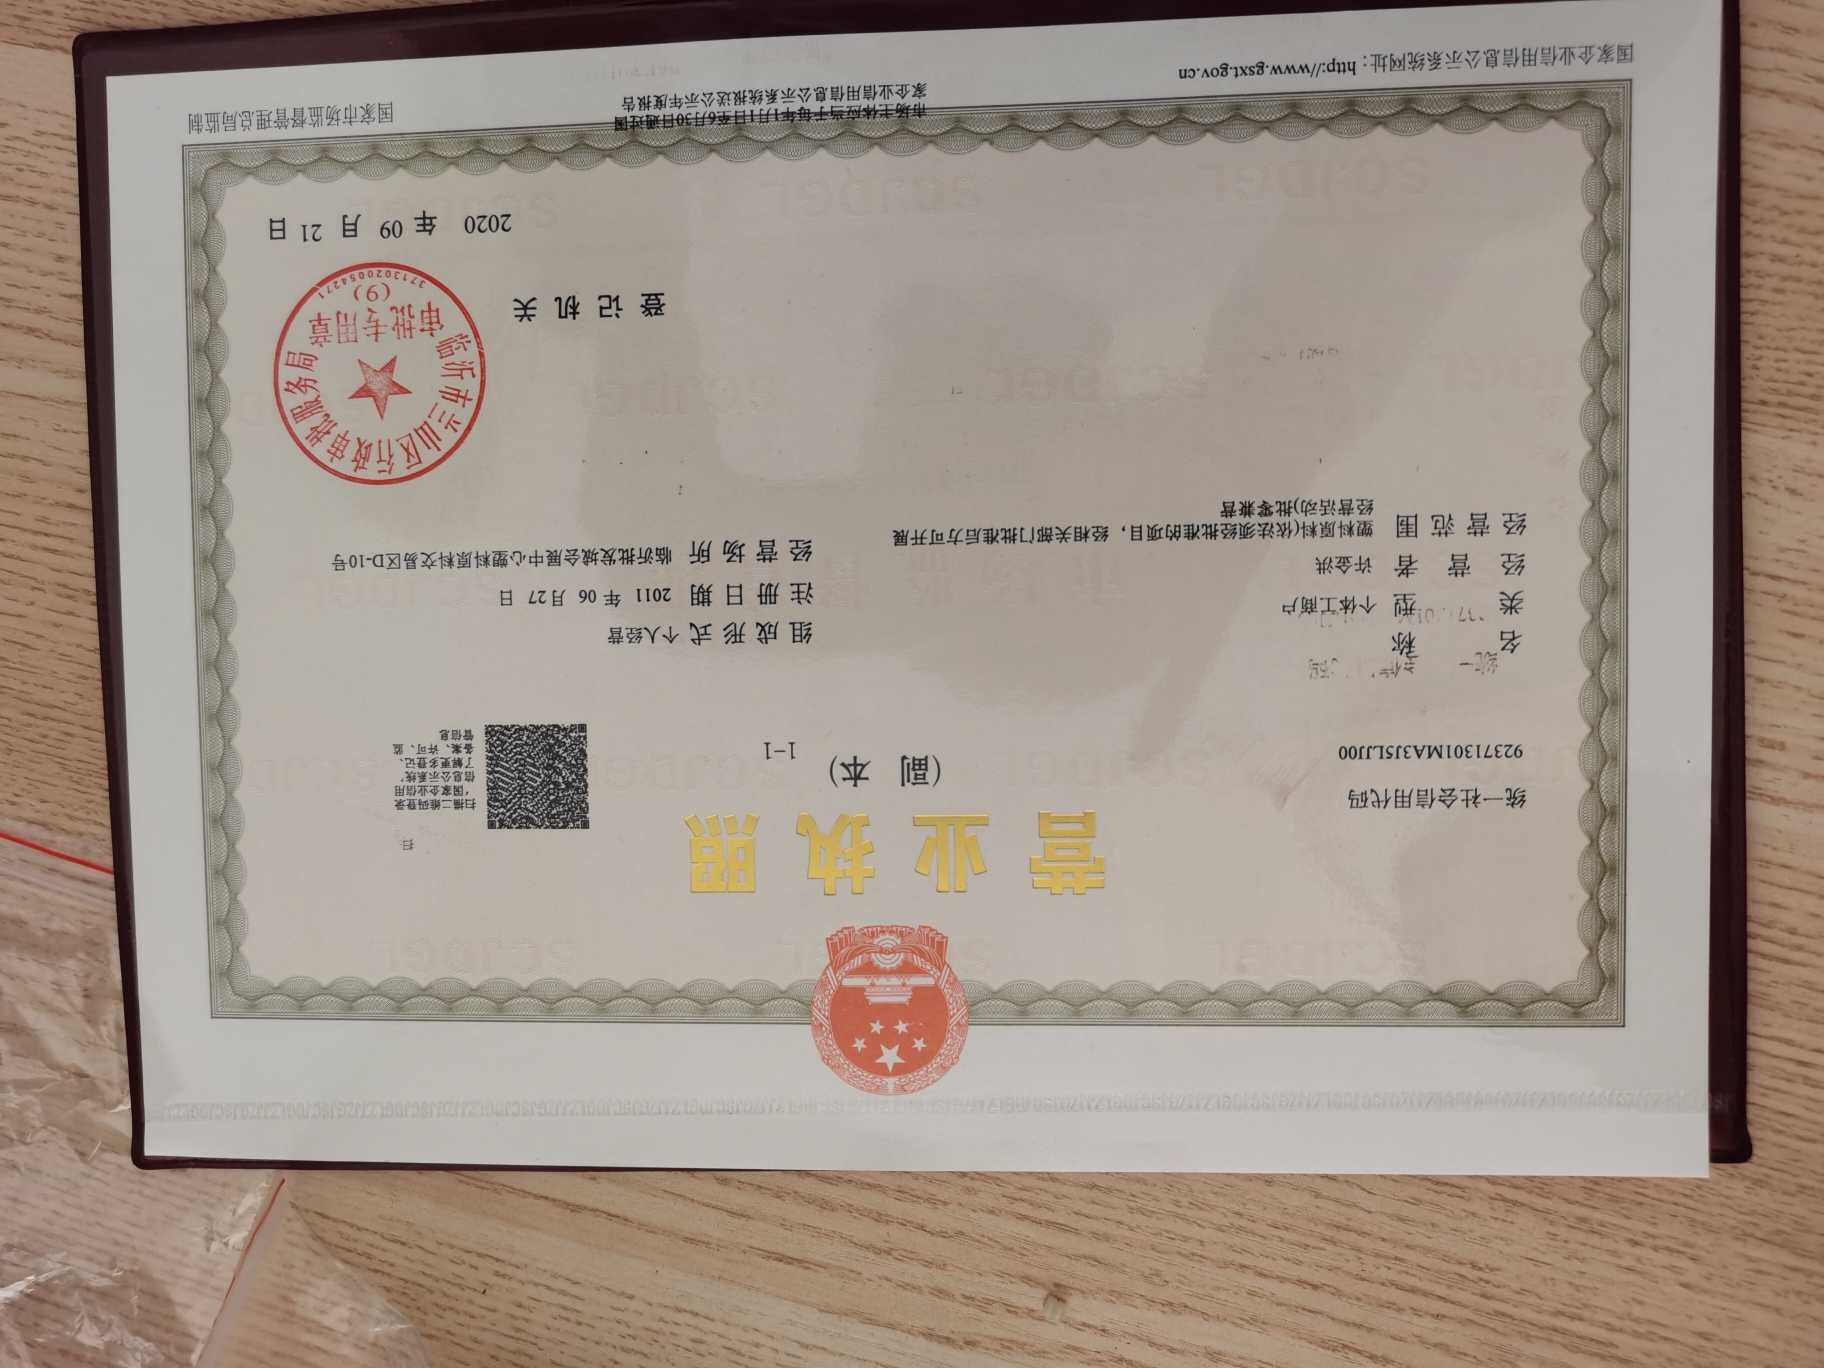 营业执照
(副 本)
1-1
统一社会信用代码
92371301MA3J5LJJ00
扫描二维码登录
“国家企业信用
信息公示系统”
了解更多登记、
备案、许可、监
管信息
名 称
类 型 个体工商户
经 营 者 许金洪
经 营 范 围 塑料原料(依法须经批准的项目，经相关部门批准后方可开展
经营活动)批零兼营
组 成 形 式 个人经营
注 册 日 期 2011 年 06 月 27 日
经 营 场 所 临沂批发城会展中心塑料原料交易区D-10号
登 记 机 关
临沂市兰山区行政审批服务局
审批专用章
(9)
3713020054271
2020 年 09 月 21 日
国家企业信用信息公示系统网址：http://www.gsxt.gov.cn
市场主体应当于每年1月1日至6月30日通过国
家企业信用信息公示系统报送公示年度报告
国家市场监督管理总局监制